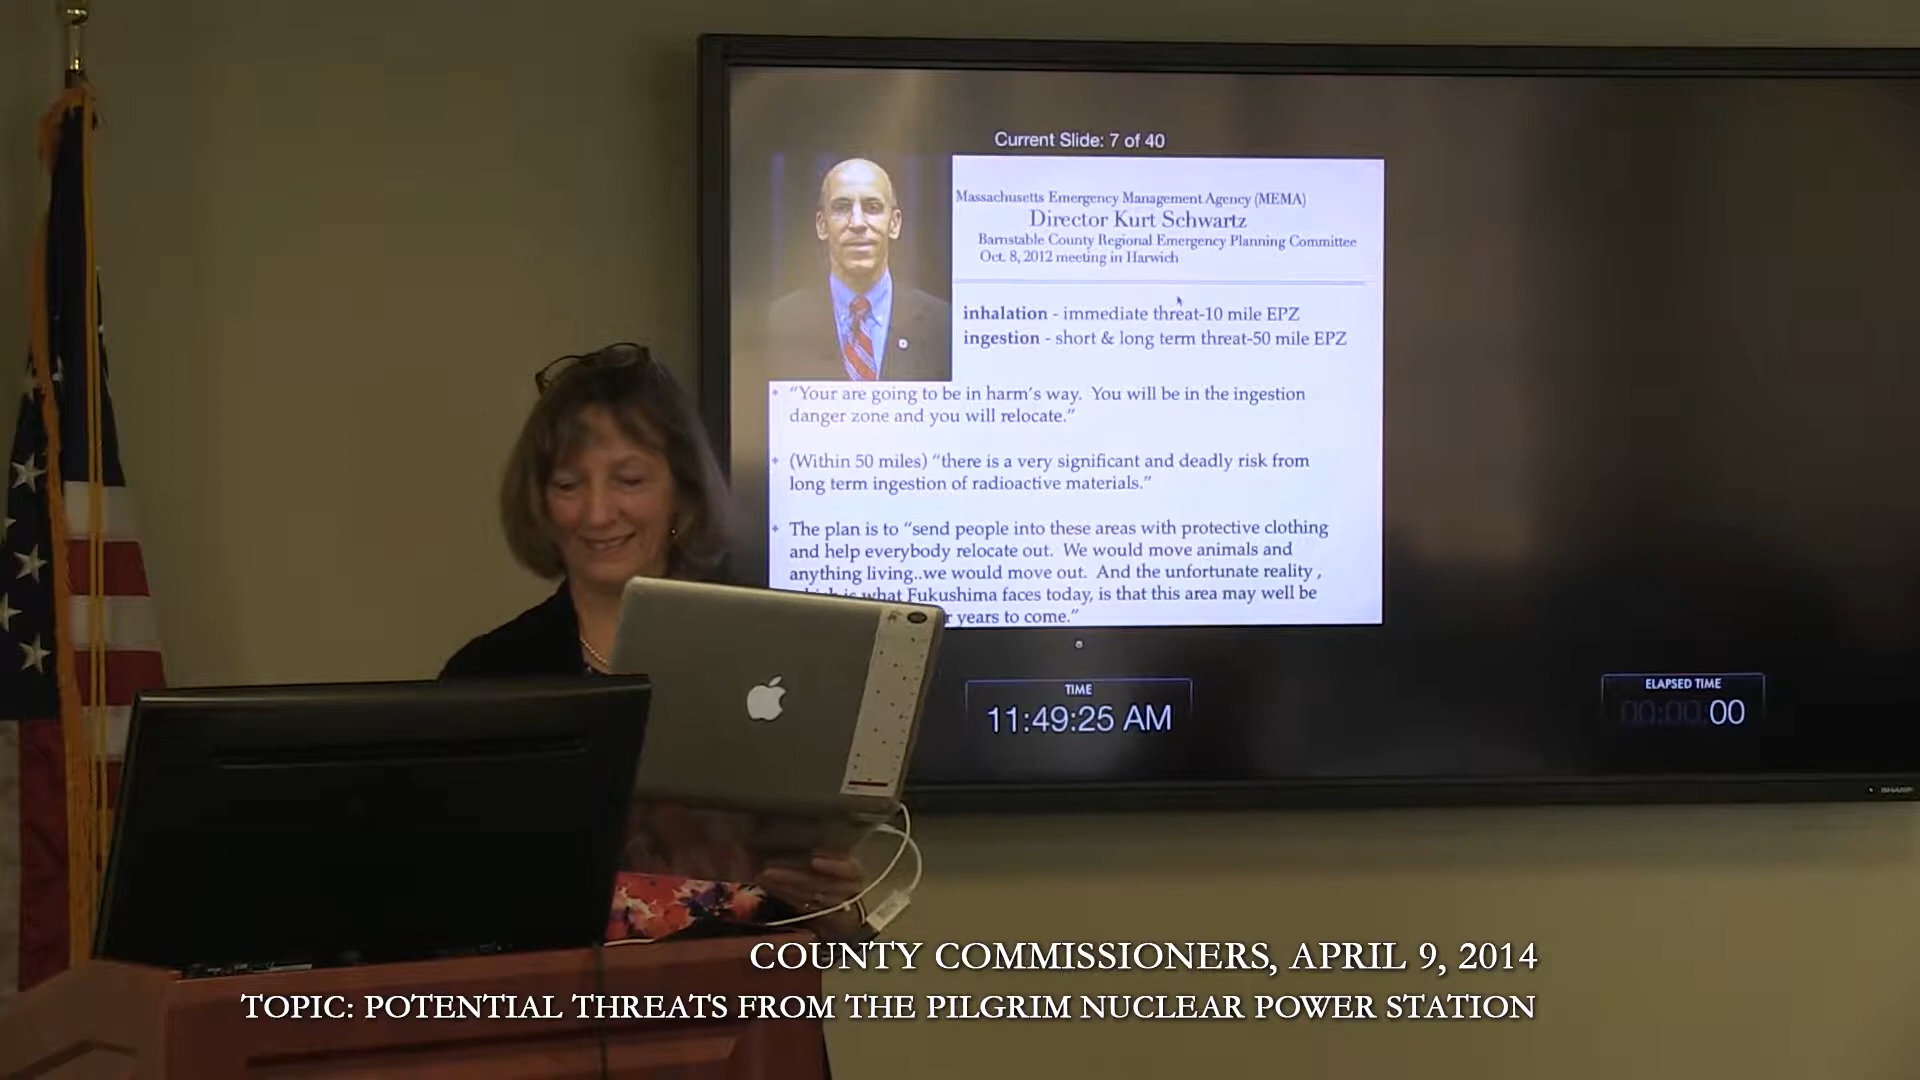 Current Slide: 7 of 40
Massachusetts Emergency Management Agency (MEMA)
Director Kurt Schwartz
Barnstable County Regional Emergency Planning Committee
Oct. 8, 2012 meeting in Harwich
inhalation - immediate threat-10 mile EPZ
ingestion - short & long term threat-50 mile EPZ
“Your are going to be in harm’s way. You will be in the ingestion
danger zone and you will relocate.”
(Within 50 miles) “there is a very significant and deadly risk from
long term ingestion of radioactive materials.”
The plan is to “send people into these areas with protective clothing
and help everybody relocate out. We would move animals and
anything living..we would move out. And the unfortunate reality ,
what Fukushima faces today, is that this area may well be
years to come.”
TIME
11:49:25 AM
ELAPSED TIME
00:00:00
SHARP
COUNTY COMMISSIONERS, APRIL 9, 2014
TOPIC: POTENTIAL THREATS FROM THE PILGRIM NUCLEAR POWER STATION